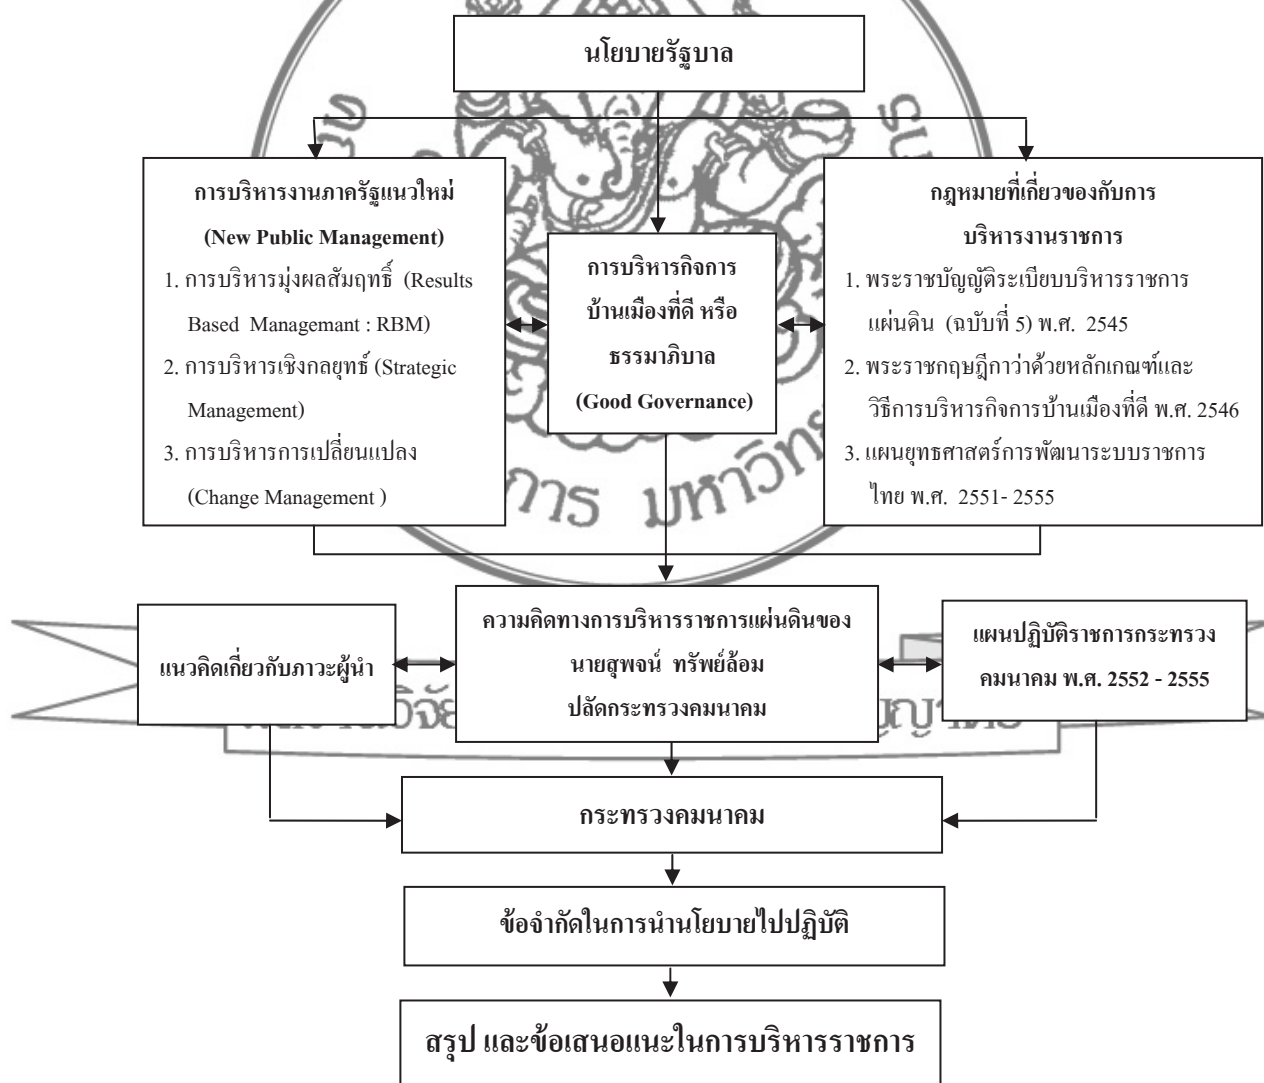 นโยบายรัฐบาล
การบริหารงานภาครัฐแนวใหม่
(New Public Management)
1. การบริหารมุ่งผลสัมฤทธิ์ (Results
Based Managemant : RBM)
2. การบริหารเชิงกลยุทธ์ (Strategic
Management)
3. การบริหารการเปลี่ยนแปลง
(Change Management )
การบริหารกิจการ
บ้านเมืองที่ดี หรือ
ธรรมาภิบาล
(Good Governance)
กฎหมายที่เกี่ยวของกับการ
บริหารงานราชการ
1. พระราชบัญญัติระเบียบบริหารราชการ
แผ่นดิน (ฉบับที่ 5) พ.ศ. 2545
2. พระราชกฤษฎีกาว่าด้วยหลักเกณฑ์และ
วิธีการบริหารกิจการบ้านเมืองที่ดี พ.ศ. 2546
3. แผนยุทธศาสตร์การพัฒนาระบบราชการ
ไทย พ.ศ. 2551- 2555
การ มหาวิท
แนวคิดเกี่ยวกับภาวะผู้นำ
ความคิดทางการบริหารราชการแผ่นดินของ
นายสุพจน์ ทรัพย์ล้อม
ปลัดกระทรวงคมนาคม
แผนปฏิบัติราชการกระทรวง
คมนาคม พ.ศ. 2552 - 2555
กระทรวงคมนาคม
ข้อจำกัดในการนำนโยบายไปปฏิบัติ
สรุป และข้อเสนอแนะในการบริหารราชการ